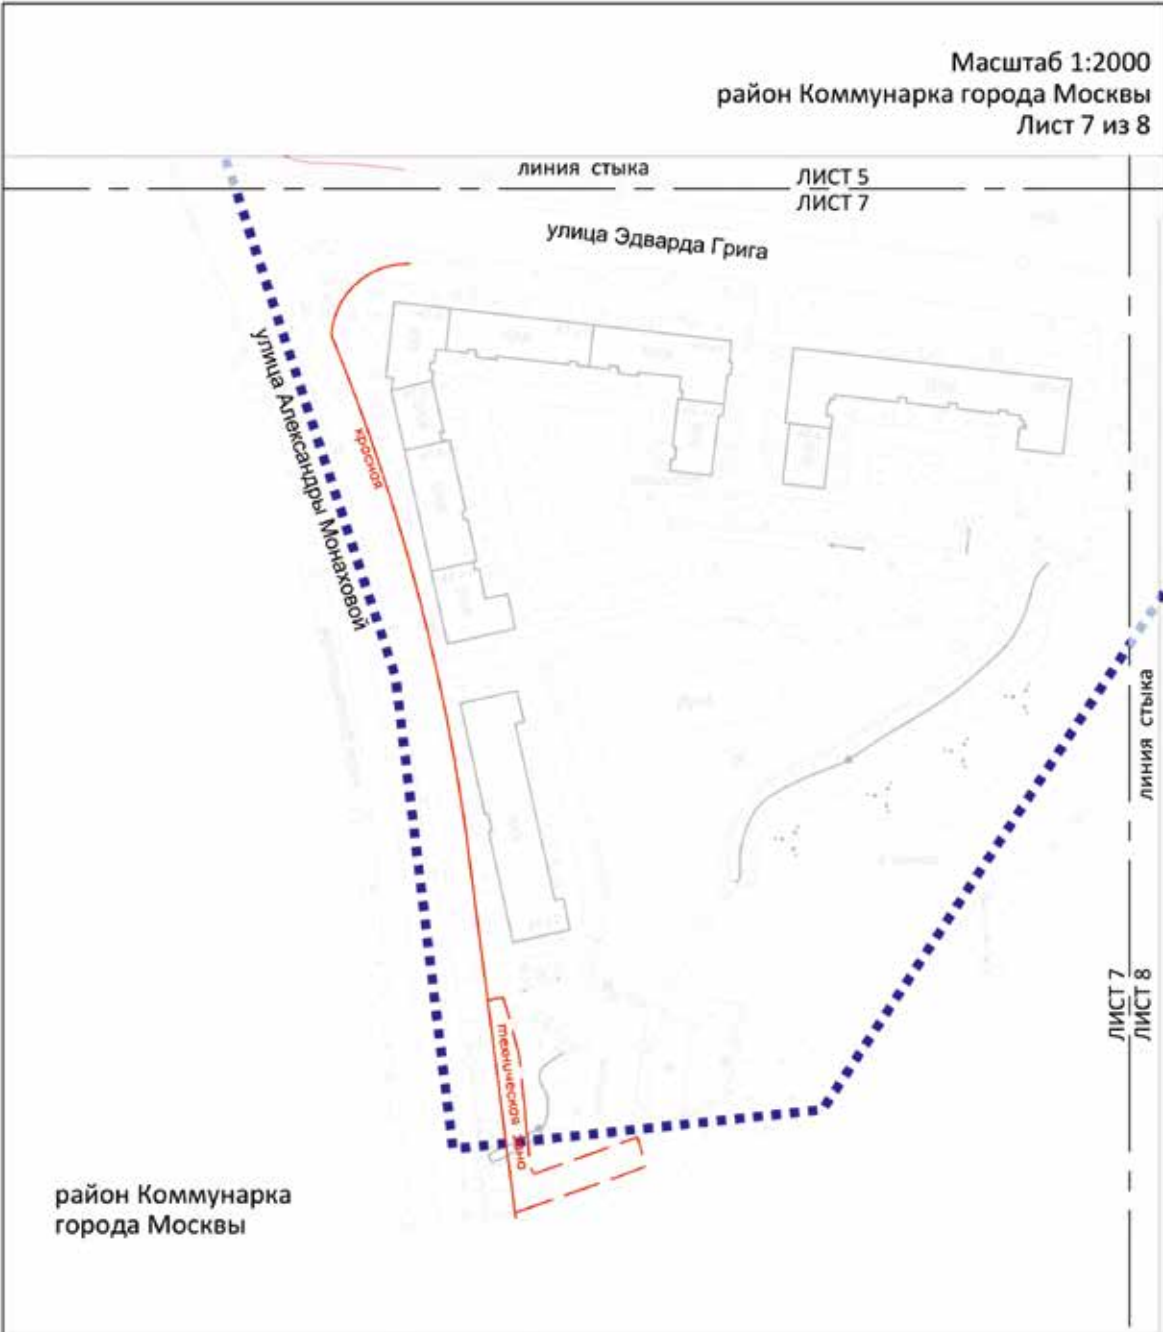 Масштаб 1:2000
район Коммунарка города Москвы
Лист 7 из 8
линия стыка
ЛИСТ 5
ЛИСТ 7
улица Эдварда Грига
улица Александры Монаховой
красная
линия стыка
ЛИСТ 7
ЛИСТ 8
техническая зона
район Коммунарка
города Москвы